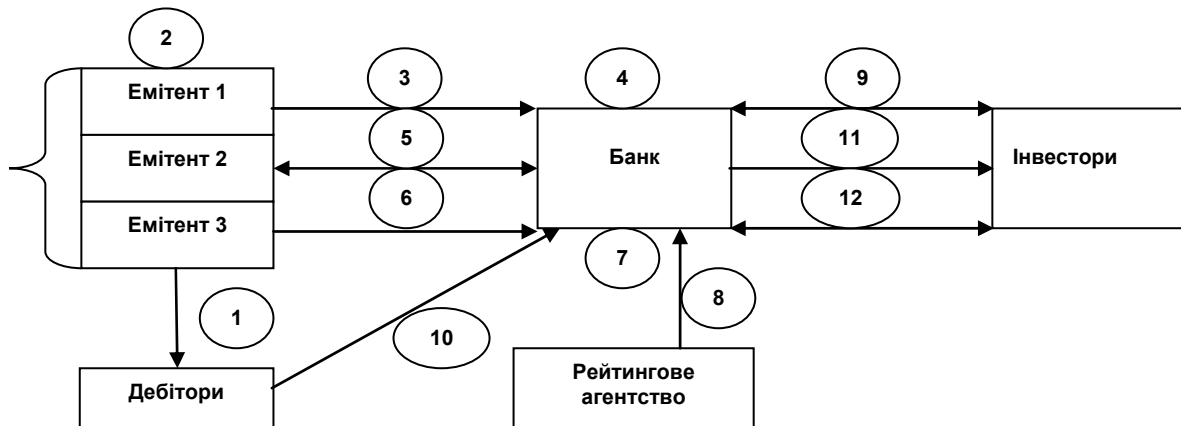 2
Емітент 1
3
4
9
5
11
Емітент 2
Банк
Інвестори
6
12
Емітент 3
7
8
1
10
Дебітори
Рейтингове
агентство